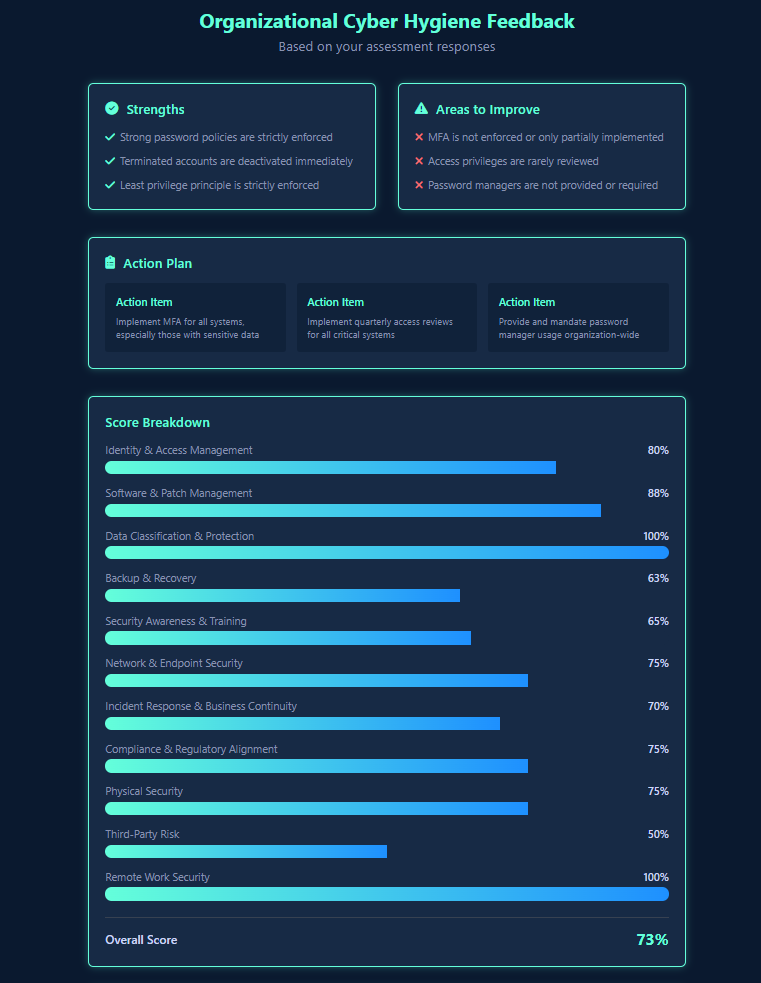 Organizational Cyber Hygiene Feedback
Based on your assessment responses
Strengths
Strong password policies are strictly enforced
Terminated accounts are deactivated immediately
Least privilege principle is strictly enforced
Areas to Improve
MFA is not enforced or only partially implemented
Access privileges are rarely reviewed
Password managers are not provided or required
Action Plan
Action Item
Implement MFA for all systems,
especially those with sensitive data
Action Item
Implement quarterly access reviews
for all critical systems
Action Item
Provide and mandate password
manager usage organization-wide
Score Breakdown
Identity & Access Management 80%
Software & Patch Management 88%
Data Classification & Protection 100%
Backup & Recovery 63%
Security Awareness & Training 65%
Network & Endpoint Security 75%
Incident Response & Business Continuity 70%
Compliance & Regulatory Alignment 75%
Physical Security 75%
Third-Party Risk 50%
Remote Work Security 100%
Overall Score 73%